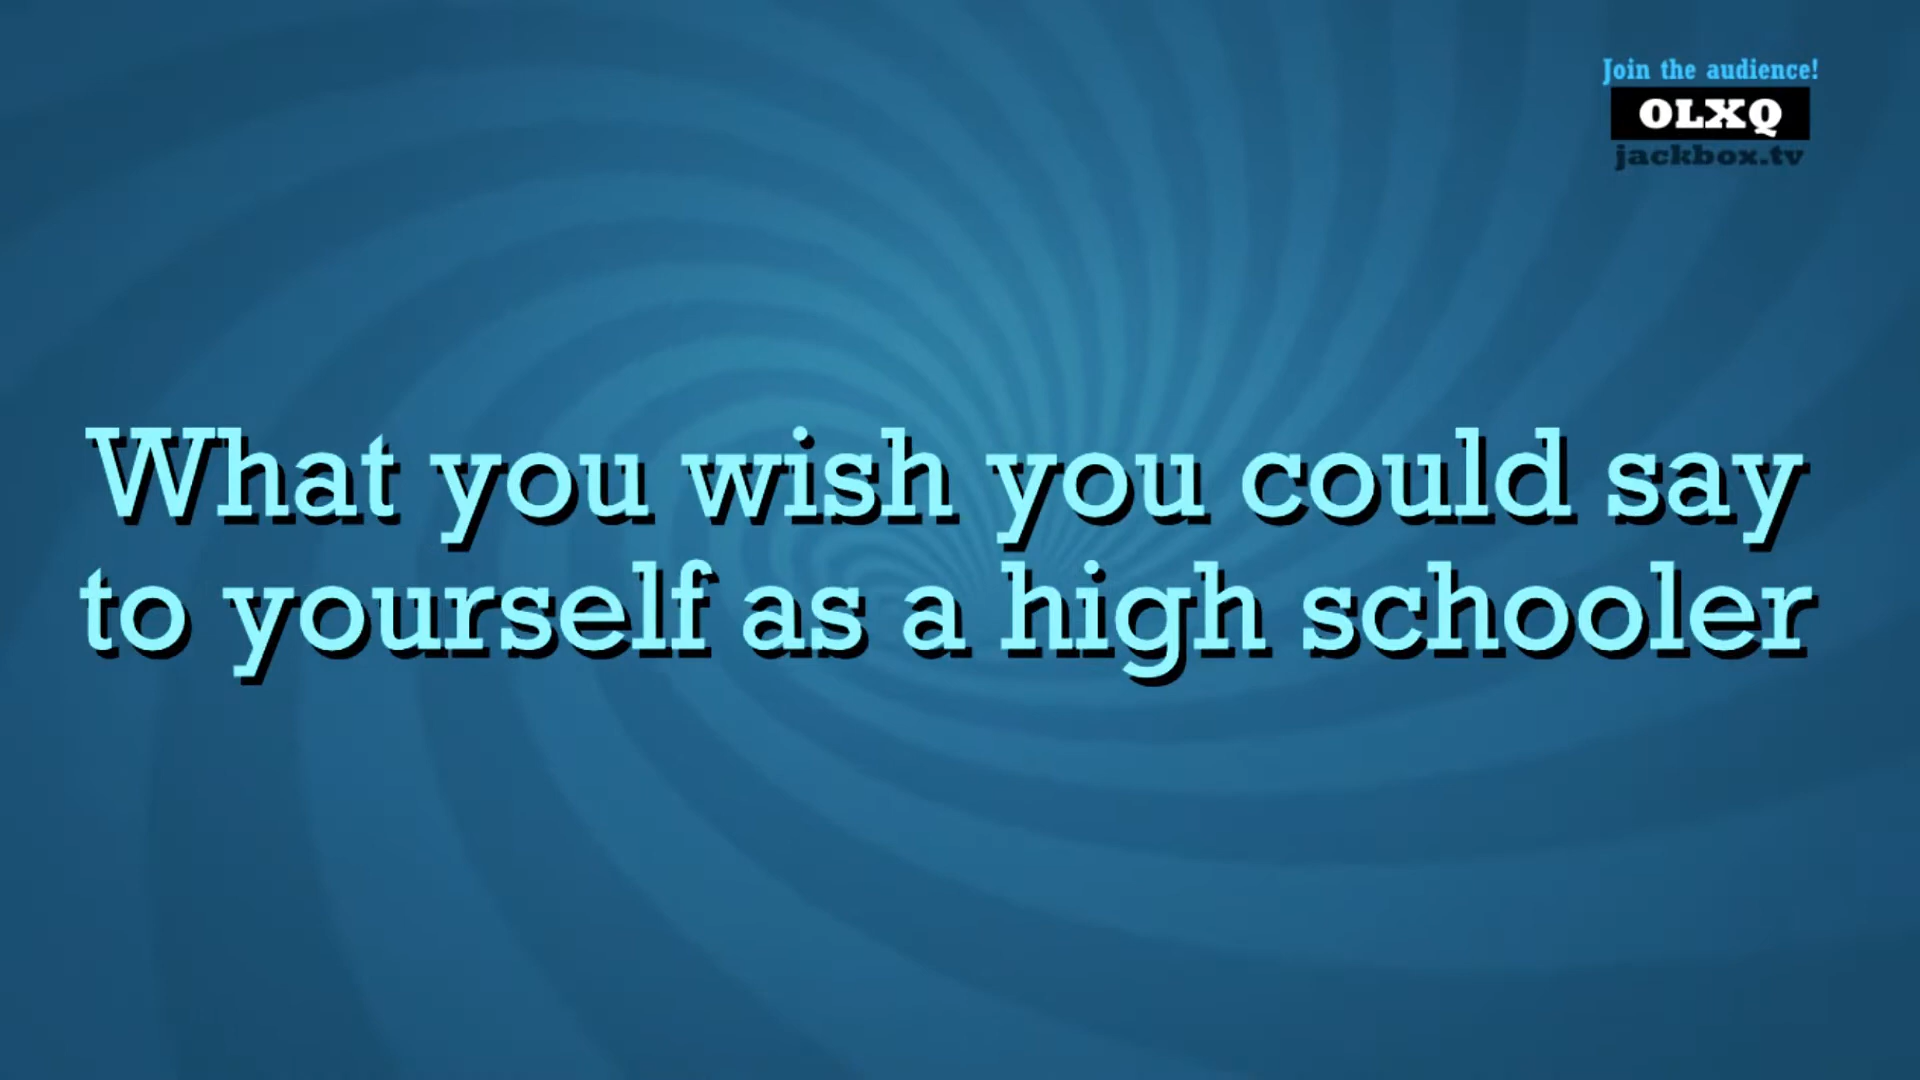 Join the audience!
OLXQ
jackbox.tv
What you wish you could say
to yourself as a high schooler